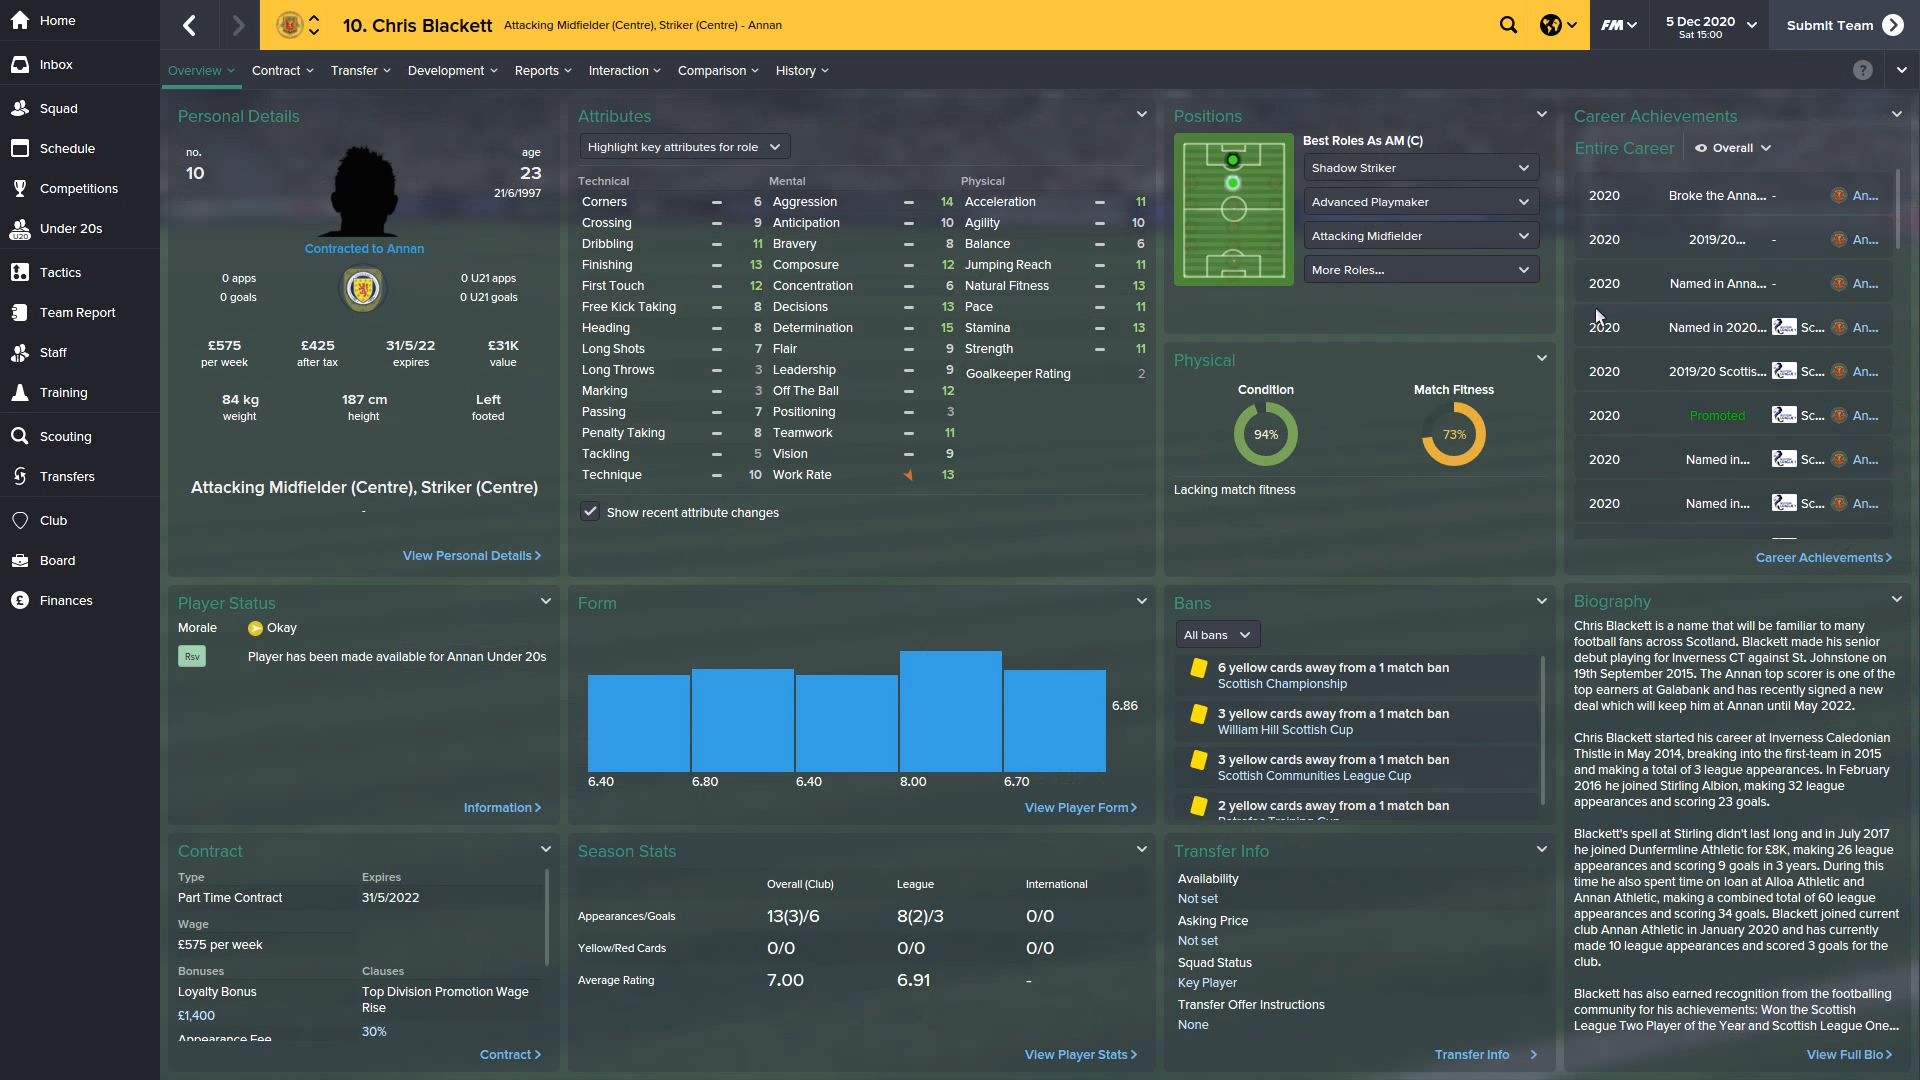 Home
Inbox
Squad
Schedule
Competitions
Under 20s
Tactics
Team Report
Staff
Training
Scouting
Transfers
Club
Board
Finances
10. Chris Blackett Attacking Midfielder (Centre), Striker (Centre) - Annan
FM
5 Dec 2020
Sat 15:00
Submit Team
Overview Contract Transfer Development Reports Interaction Comparison History
?
Personal Details
no.
10
age
23
21/6/1997
Contracted to Annan
0 apps
0 goals
0 U21 apps
0 U21 goals
£575 per week
£425 after tax
31/5/22 expires
£31K value
84 kg weight
187 cm height
Left footed
Attacking Midfielder (Centre), Striker (Centre)
-
View Personal Details >
Attributes
Highlight key attributes for role
Technical Mental Physical
Corners - 6 Aggression - 14 Acceleration - 11
Crossing - 9 Anticipation - 10 Agility - 10
Dribbling - 11 Bravery - 8 Balance - 6
Finishing - 13 Composure - 12 Jumping Reach - 11
First Touch - 12 Concentration - 6 Natural Fitness - 13
Free Kick Taking - 8 Decisions - 13 Pace - 11
Heading - 8 Determination - 15 Stamina - 13
Long Shots - 7 Flair - 9 Strength - 11
Long Throws - 3 Leadership - 9 Goalkeeper Rating 2
Marking - 3 Off The Ball - 12
Passing - 7 Positioning - 3
Penalty Taking - 8 Teamwork - 11
Tackling - 5 Vision - 9
Technique - 10 Work Rate 13
Show recent attribute changes
Positions
Best Roles As AM (C)
Shadow Striker
Advanced Playmaker
Attacking Midfielder
More Roles...
Physical
Condition
94%
Match Fitness
73%
Lacking match fitness
Career Achievements
Entire Career Overall
2020 Broke the Anna... - An...
2020 2019/20... - An...
2020 Named in Anna... - An...
2020 Named in 2020... Sc... An...
2020 2019/20 Scottis... Sc... An...
2020 Promoted Sc... An...
2020 Named in... Sc... An...
2020 Named in... Sc... An...
Career Achievements >
Player Status
Morale Okay
Rsv Player has been made available for Annan Under 20s
Information >
Form
6.86
6.40 6.80 6.40 8.00 6.70
View Player Form >
Bans
All bans
6 yellow cards away from a 1 match ban
Scottish Championship
3 yellow cards away from a 1 match ban
William Hill Scottish Cup
3 yellow cards away from a 1 match ban
Scottish Communities League Cup
2 yellow cards away from a 1 match ban
Biography
Chris Blackett is a name that will be familiar to many
football fans across Scotland. Blackett made his senior
debut playing for Inverness CT against St. Johnstone on
19th September 2015. The Annan top scorer is one of the
top earners at Galabank and has recently signed a new
deal which will keep him at Annan until May 2022.
Chris Blackett started his career at Inverness Caledonian
Thistle in May 2014, breaking into the first-team in 2015
and making a total of 3 league appearances. In February
2016 he joined Stirling Albion, making 32 league
appearances and scoring 23 goals.
Blackett's spell at Stirling didn't last long and in July 2017
he joined Dunfermline Athletic for £8K, making 26 league
appearances and scoring 9 goals in 3 years. During this
time he also spent time on loan at Alloa Athletic and
Annan Athletic, making a combined total of 60 league
appearances and scoring 34 goals. Blackett joined current
club Annan Athletic in January 2020 and has currently
made 10 league appearances and scored 3 goals for the
club.
Blackett has also earned recognition from the footballing
community for his achievements: Won the Scottish
League Two Player of the Year and Scottish League One...
View Full Bio >
Contract
Type
Part Time Contract
Expires
31/5/2022
Wage
£575 per week
Bonuses
Loyalty Bonus
£1,400
Appearance Fee
Clauses
Top Division Promotion Wage
Rise
30%
Contract >
Season Stats
Overall (Club) League International
Appearances/Goals 13(3)/6 8(2)/3 0/0
Yellow/Red Cards 0/0 0/0 0/0
Average Rating 7.00 6.91 -
View Player Stats >
Transfer Info
Availability
Not set
Asking Price
Not set
Squad Status
Key Player
Transfer Offer Instructions
None
Transfer Info >